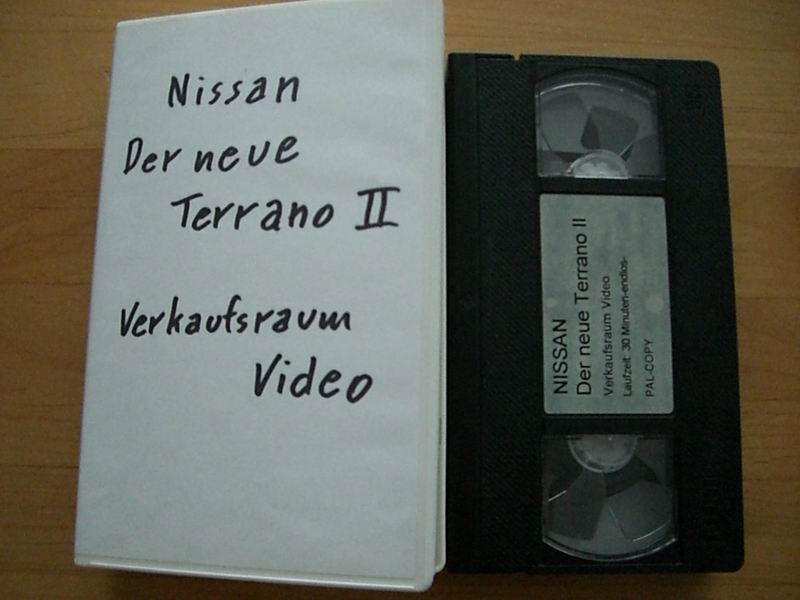 Nissan
Der neue
Terrano II
Verkaufsraum
Video
NISSAN
Der neue Terrano II
Verkaufsraum Video
Laufzeit: 30 Minuten-endlos-
PAL-COPY